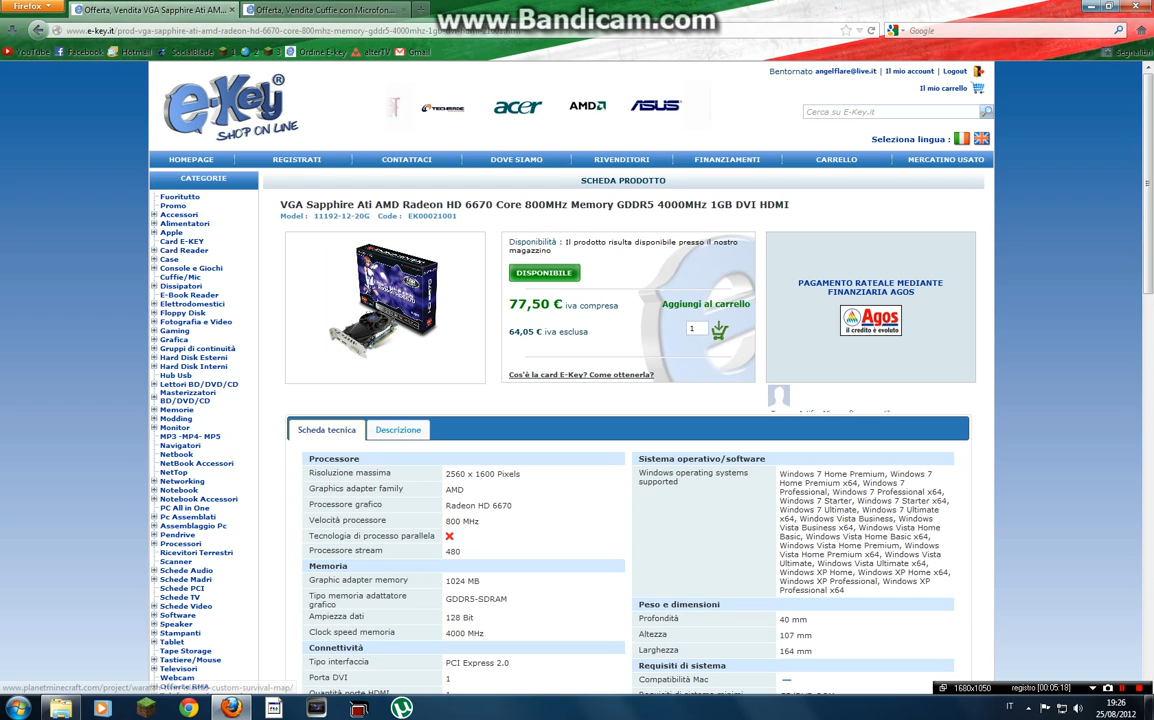 Firefox
Offerta, Vendita VGA Sapphire Ati AM... ×
Offerta, Vendita Cuffie con Microfon...
www.Bandicam.com
www.e-key.it/prod-vga-sapphire-ati-amd-radeon-hd-6670-core-800mhz-memory-gddr5-4000mhz-1gb
Google
YouTube Facebook Hotmail SocialBlade 1 2 3 Ordine E-key alterTV Gmail
Segnalibri
Bentornato angelflare@live.it | Il mio account | Logout
Il mio carrello
e-Key
SHOP ON LINE
acer AMD ASUS
Cerca su E-Key.it
Seleziona lingua :
HOMEPAGE REGISTRATI CONTATTACI DOVE SIAMO RIVENDITORI FINANZIAMENTI CARRELLO MERCATINO USATO
CATEGORIE
SCHEDA PRODOTTO
Fuoritutto
Promo
Accessori
Alimentatori
Apple
Card E-KEY
Card Reader
Case
Console e Giochi
Cuffie/Mic
Dissipatori
E-Book Reader
Elettrodomestici
Floppy Disk
Fotografia e Video
Gaming
Grafica
Gruppi di continuità
Hard Disk Esterni
Hard Disk Interni
Hub Usb
Lettori BD/DVD/CD
Masterizzatori
BD/DVD/CD
Memorie
Modding
Monitor
MP3 -MP4- MP5
Navigatori
Netbook
NetBook Accessori
NetTop
Networking
Notebook
Notebook Accessori
PC All in One
Pc Assemblati
Assemblaggio Pc
Pendrive
Processori
Ricevitori Terrestri
Scanner
Schede Audio
Schede Madri
Schede PCI
Schede TV
Schede Video
Software
Speaker
Stampanti
Tablet
Tape Storage
Tastiere/Mouse
Televisori
Webcam
Offerte RMA
VGA Sapphire Ati AMD Radeon HD 6670 Core 800MHz Memory GDDR5 4000MHz 1GB DVI HDMI
Model : 11192-12-20G Code : EK00021001
Disponibilità : Il prodotto risulta disponibile presso il nostro
magazzino
DISPONIBILE
77,50 € iva compresa
Aggiungi al carrello
64,05 € iva esclusa
1
Cos'è la card E-Key? Come ottenerla?
PAGAMENTO RATEALE MEDIANTE
FINANZIARIA AGOS
Agos
il credito è evoluto
Scheda tecnica Descrizione
Processore
Risoluzione massima 2560 x 1600 Pixels
Graphics adapter family AMD
Processore grafico Radeon HD 6670
Velocità processore 800 MHz
Tecnologia di processo parallela
Processore stream 480
Memoria
Graphic adapter memory 1024 MB
Tipo memoria adattatore
grafico GDDR5-SDRAM
Ampiezza dati 128 Bit
Clock speed memoria 4000 MHz
Connettività
Tipo interfaccia PCI Express 2.0
Porta DVI 1
Quantità porte HDMI
Sistema operativo/software
Windows operating systems
supported
Windows 7 Home Premium, Windows 7
Home Premium x64, Windows 7
Professional, Windows 7 Professional x64,
Windows 7 Starter, Windows 7 Starter x64,
Windows 7 Ultimate, Windows 7 Ultimate
x64, Windows Vista Business, Windows
Vista Business x64, Windows Vista Home
Basic, Windows Vista Home Basic x64,
Windows Vista Home Premium, Windows
Vista Home Premium x64, Windows Vista
Ultimate, Windows Vista Ultimate x64,
Windows XP Home, Windows XP Home x64,
Windows XP Professional, Windows XP
Professional x64
Peso e dimensioni
Profondità 40 mm
Altezza 107 mm
Larghezza 164 mm
Requisiti di sistema
Compatibilità Mac —
1680x1050 registro [00:05:18]
IT
19:26
25/08/2012